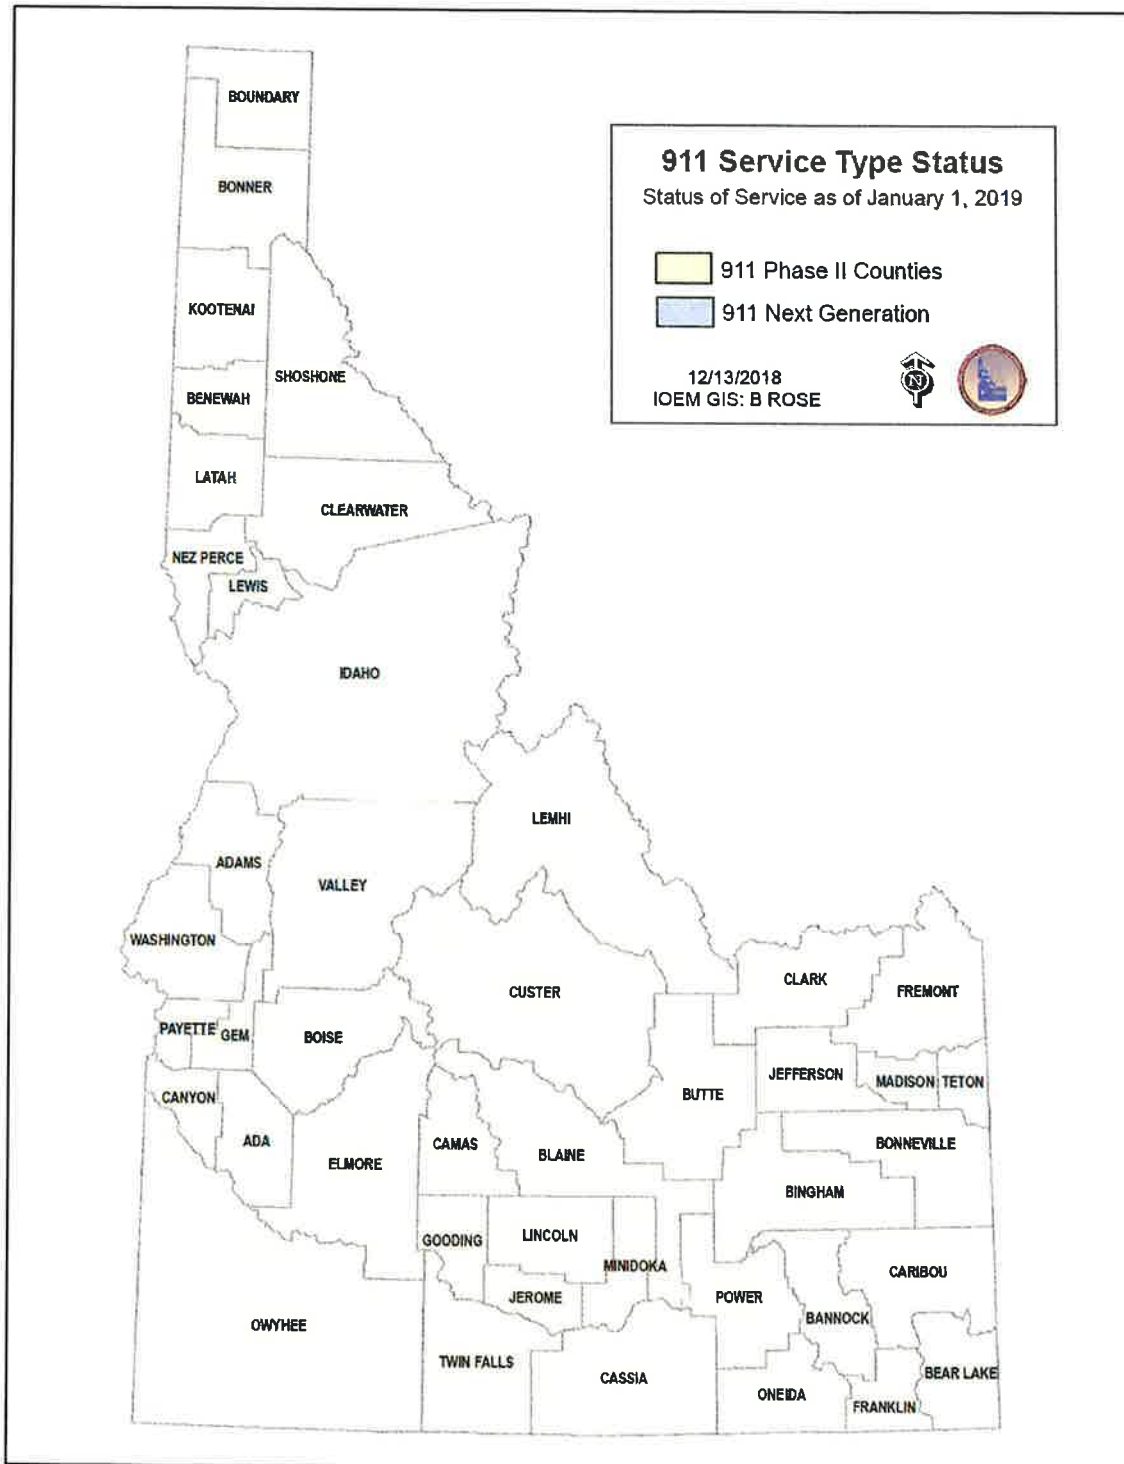 BOUNDARY
BONNER
KOOTENAI
SHOSHONE
BENEWAH
LATAH
CLEARWATER
NEZ PERCE
LEWIS
IDAHO
911 Service Type Status
Status of Service as of January 1, 2019
911 Phase II Counties
911 Next Generation
12/13/2018
IOEM GIS: B ROSE
N
LEMHI
ADAMS
VALLEY
WASHINGTON
CUSTER
CLARK
FREMONT
PAYETTE
GEM
BOISE
BUTTE
JEFFERSON
MADISON
TETON
CANYON
ADA
ELMORE
CAMAS
BLAINE
BONNEVILLE
BINGHAM
GOODING
LINCOLN
MINIDOKA
JEROME
POWER
CARIBOU
BANNOCK
OWYHEE
TWIN FALLS
CASSIA
ONEIDA
FRANKLIN
BEAR LAKE